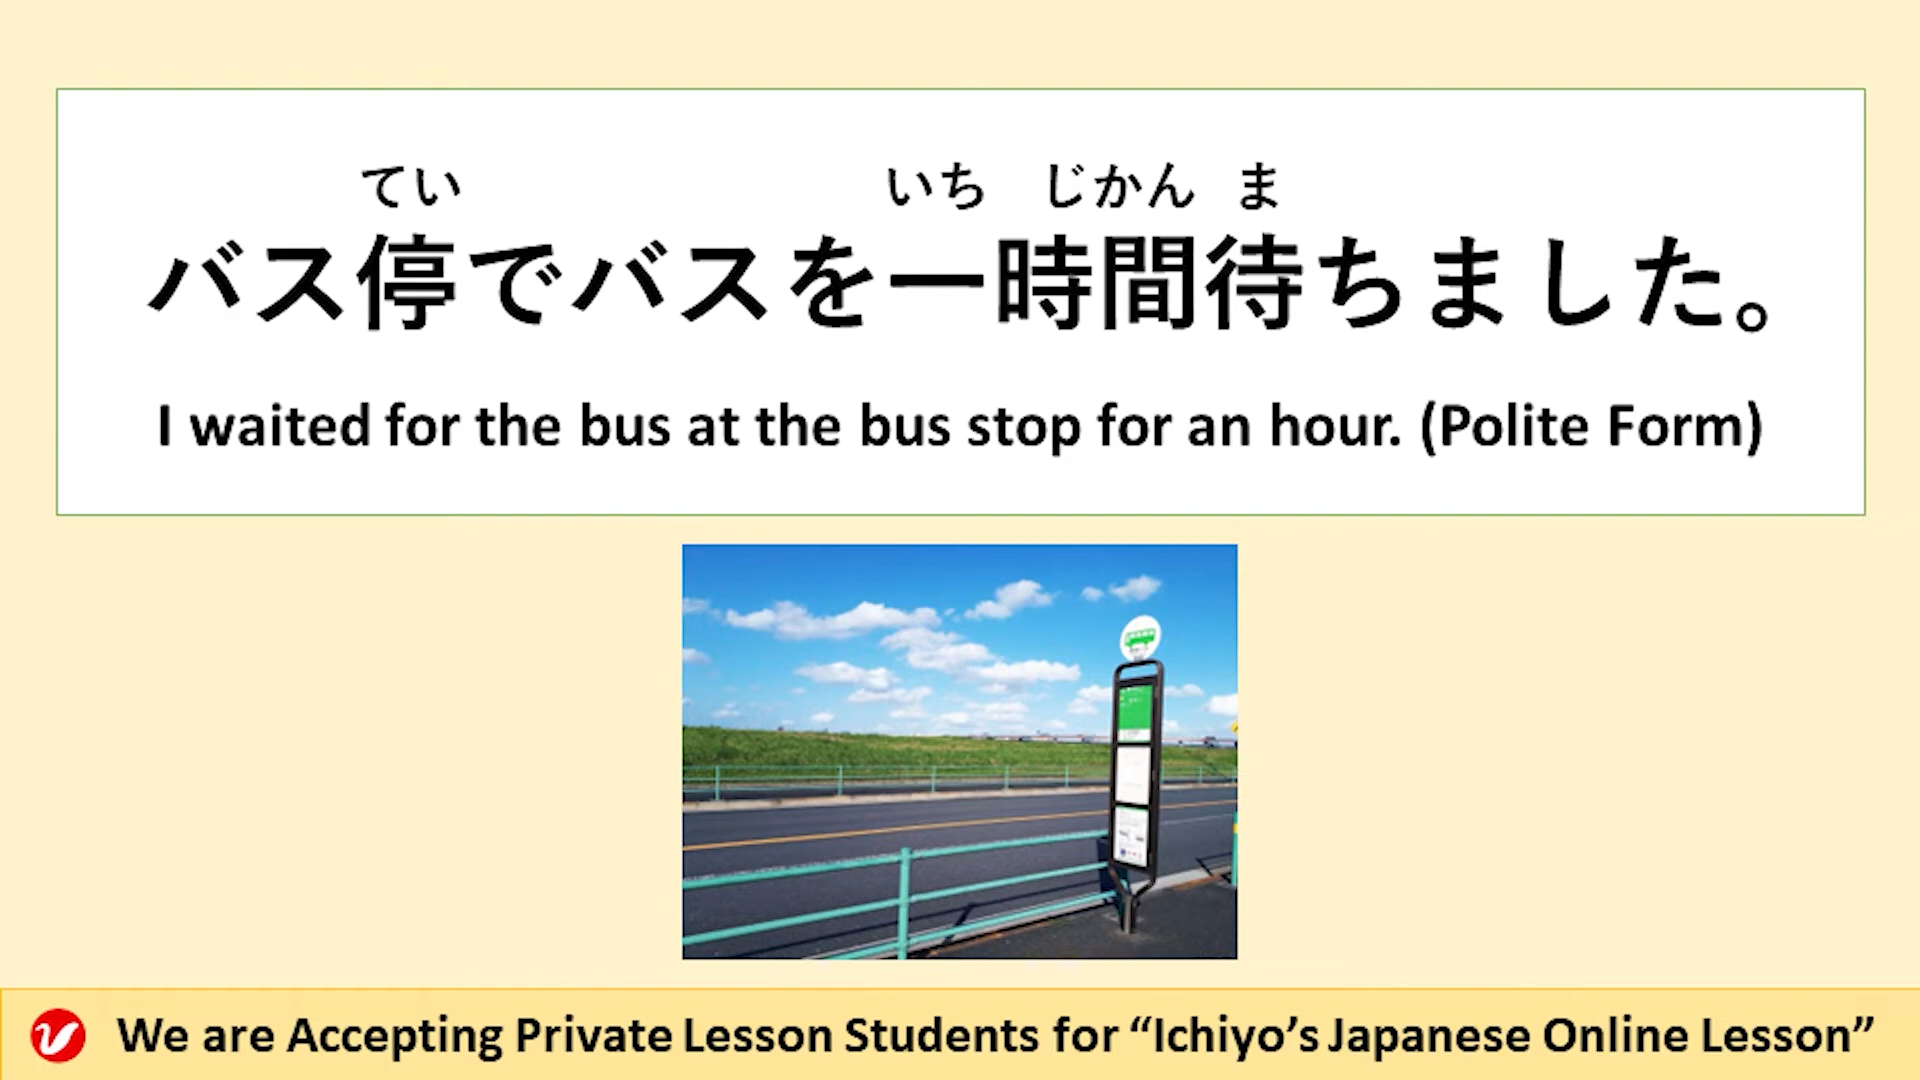 てい いち じかん ま
バス停でバスを一時間待ちました。
I waited for the bus at the bus stop for an hour. (Polite Form)
We are Accepting Private Lesson Students for “Ichiyo’s Japanese Online Lesson”